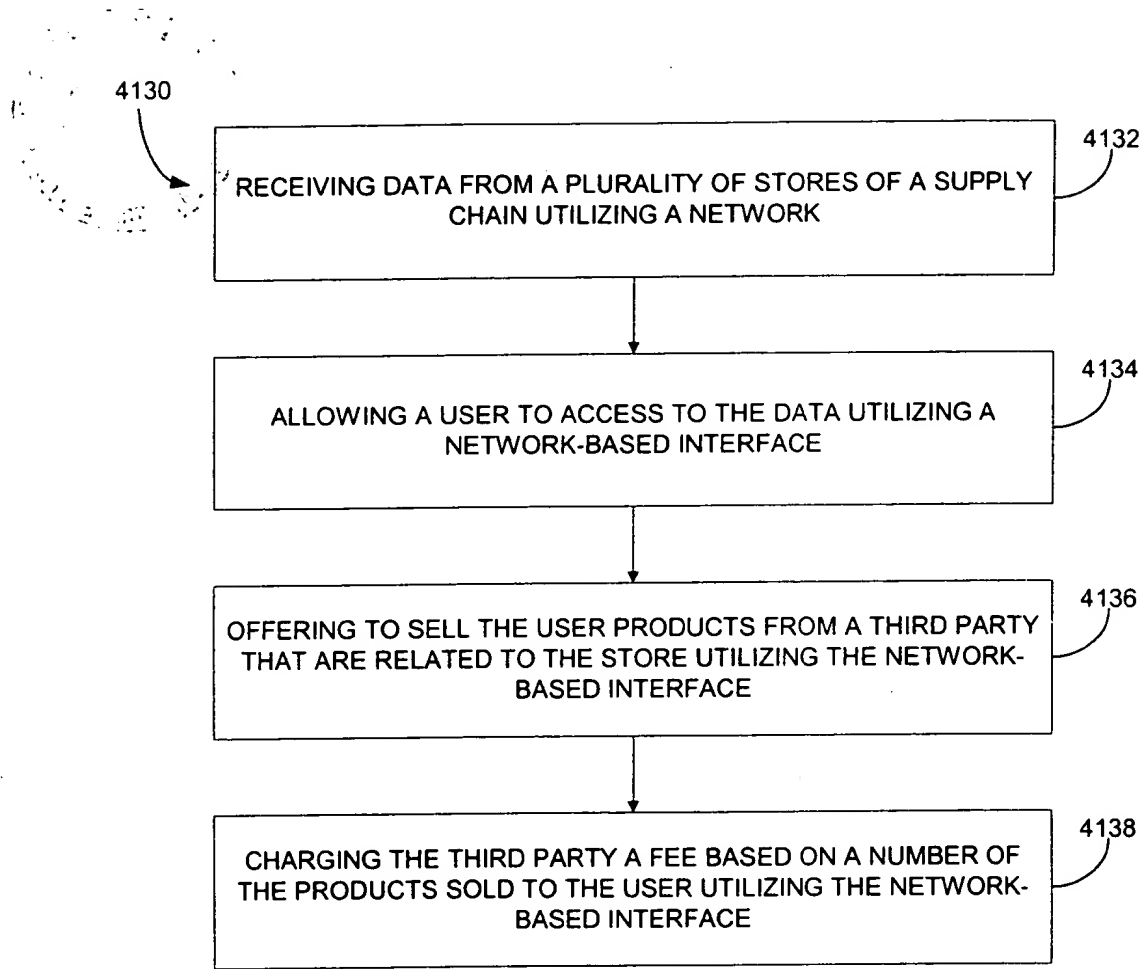 4130
4132
RECEIVING DATA FROM A PLURALITY OF STORES OF A SUPPLY
CHAIN UTILIZING A NETWORK
4134
ALLOWING A USER TO ACCESS TO THE DATA UTILIZING A
NETWORK-BASED INTERFACE
4136
OFFERING TO SELL THE USER PRODUCTS FROM A THIRD PARTY
THAT ARE RELATED TO THE STORE UTILIZING THE NETWORK-
BASED INTERFACE
4138
CHARGING THE THIRD PARTY A FEE BASED ON A NUMBER OF
THE PRODUCTS SOLD TO THE USER UTILIZING THE NETWORK-
BASED INTERFACE